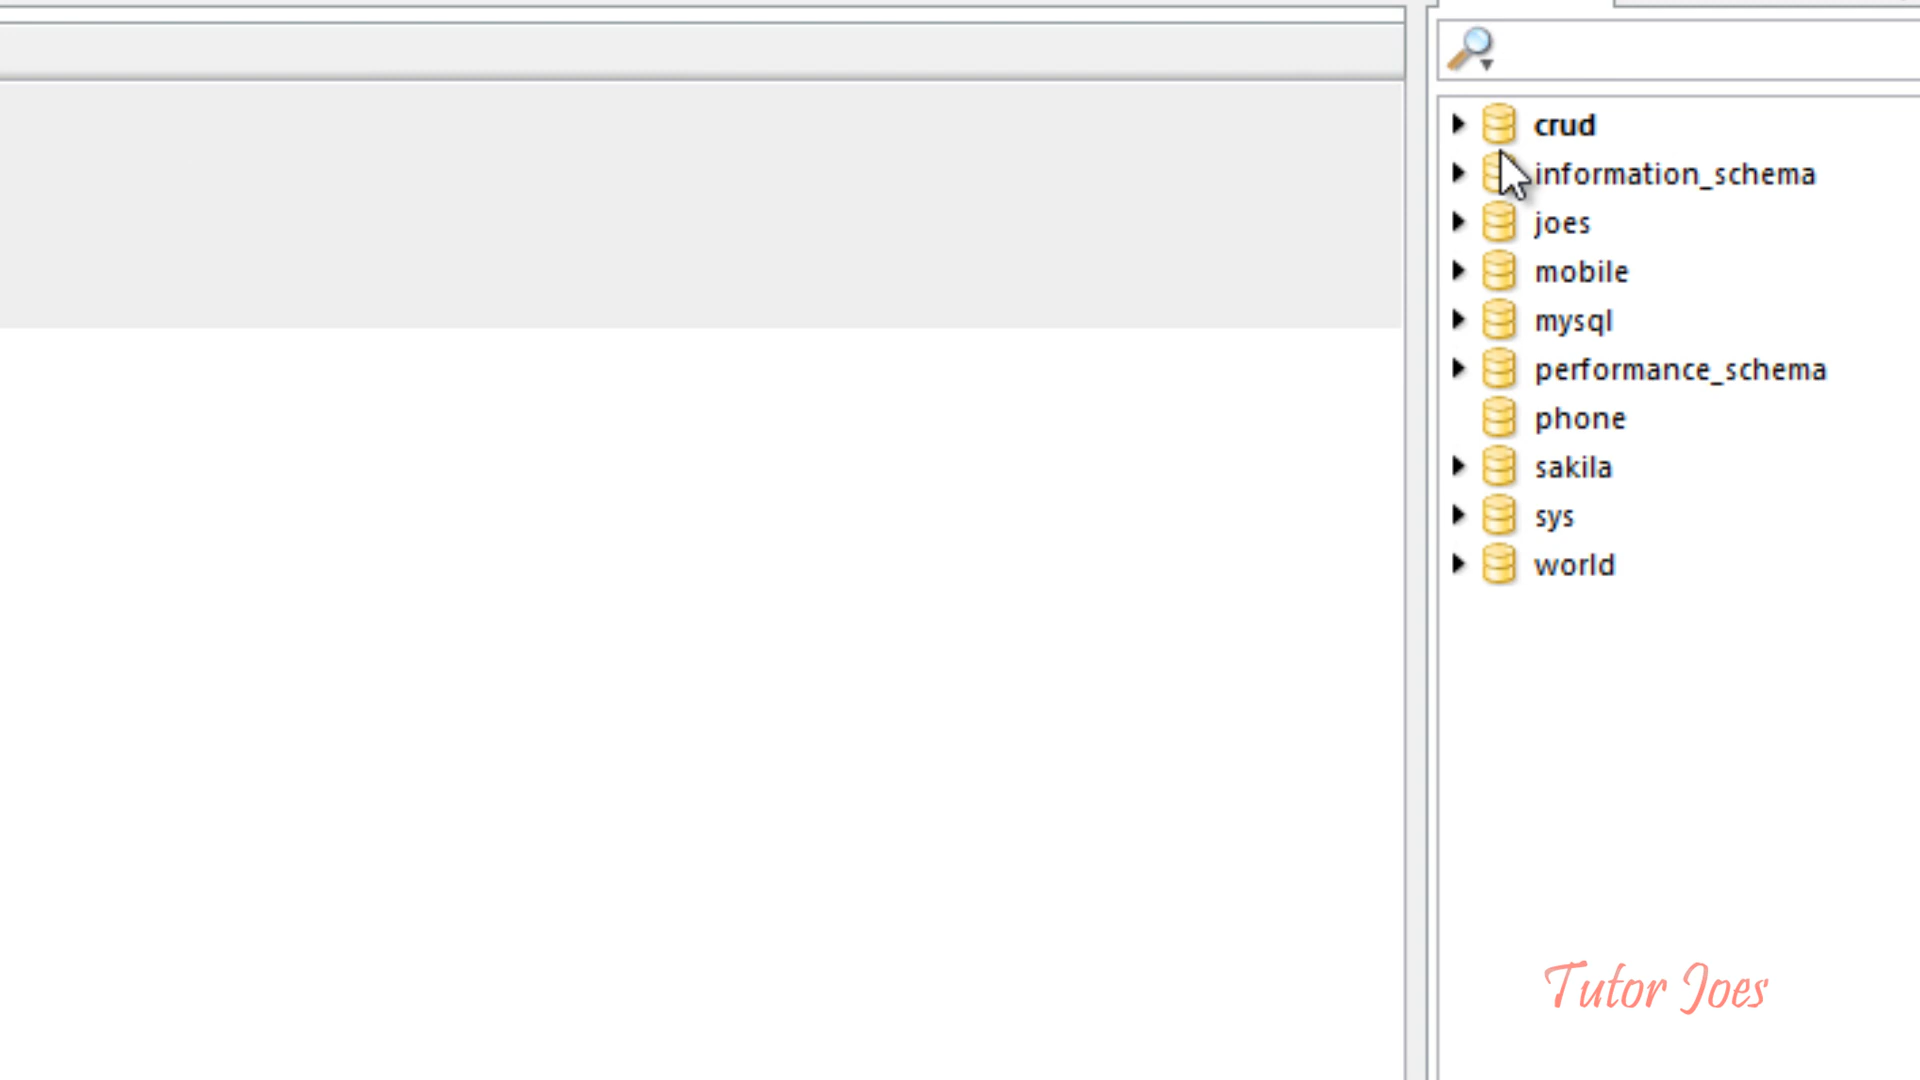 crud
information_schema
joes
mobile
mysql
performance_schema
phone
sakila
sys
world
Tutor Joes